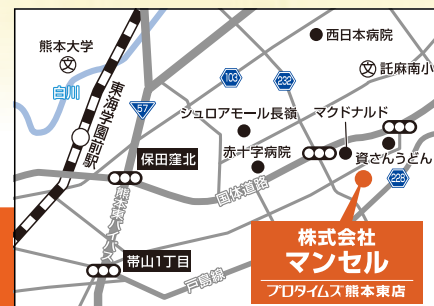 熊本大学
文
白川
東海学園前駅
57
103
232
西日本病院
文 託麻南小
シュロアモール長嶺
マクドナルド
赤十字病院
資さんうどん
保田窪北
国体道路
228
熊本東バイパス
帯山1丁目
戸島線
株式会社
マンセル
プロタイムズ熊本東店